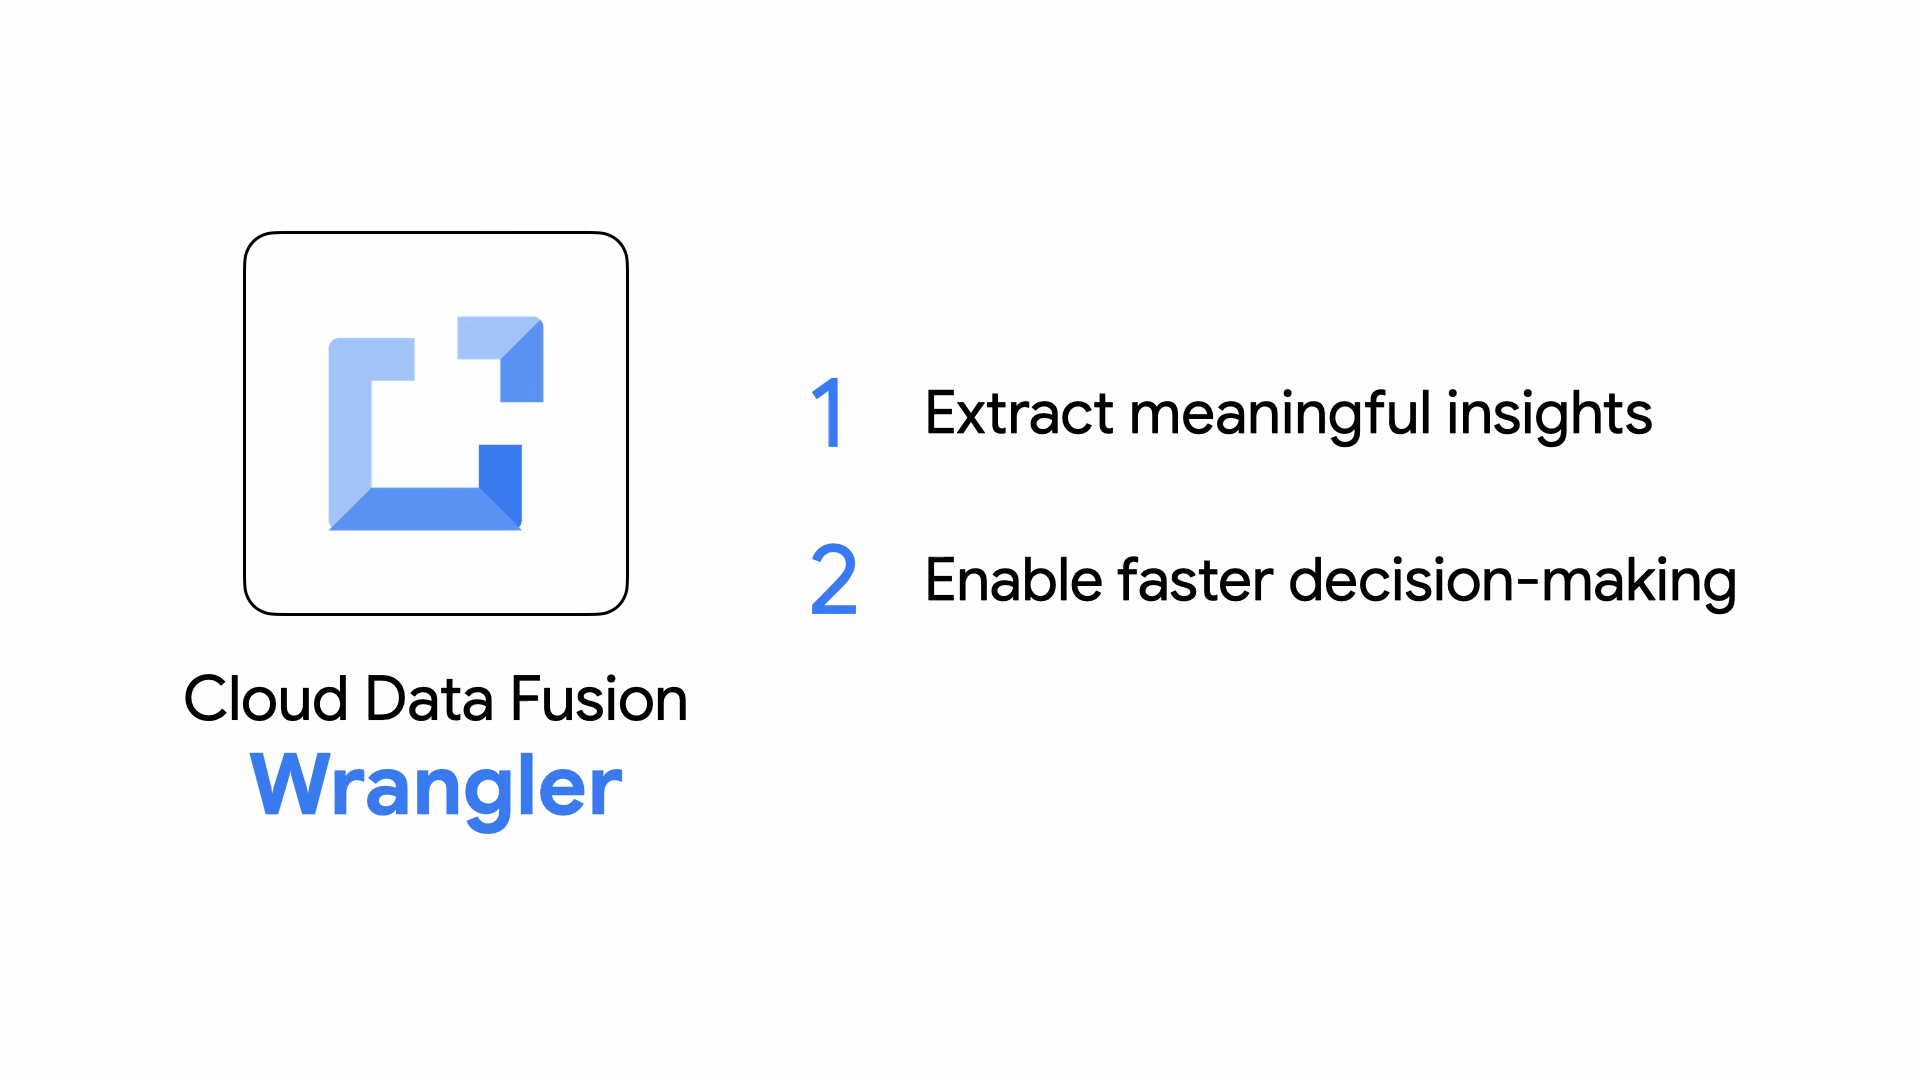 Cloud Data Fusion
Wrangler
1 Extract meaningful insights
2 Enable faster decision-making